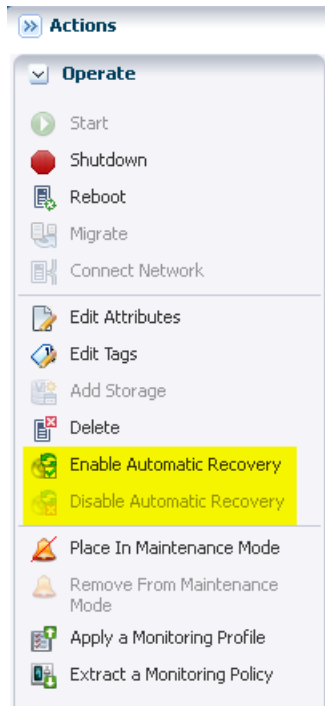 Actions
Operate
Start
Shutdown
Reboot
Migrate
Connect Network
Edit Attributes
Edit Tags
Add Storage
Delete
Enable Automatic Recovery
Disable Automatic Recovery
Place In Maintenance Mode
Remove From Maintenance
Mode
Apply a Monitoring Profile
Extract a Monitoring Policy